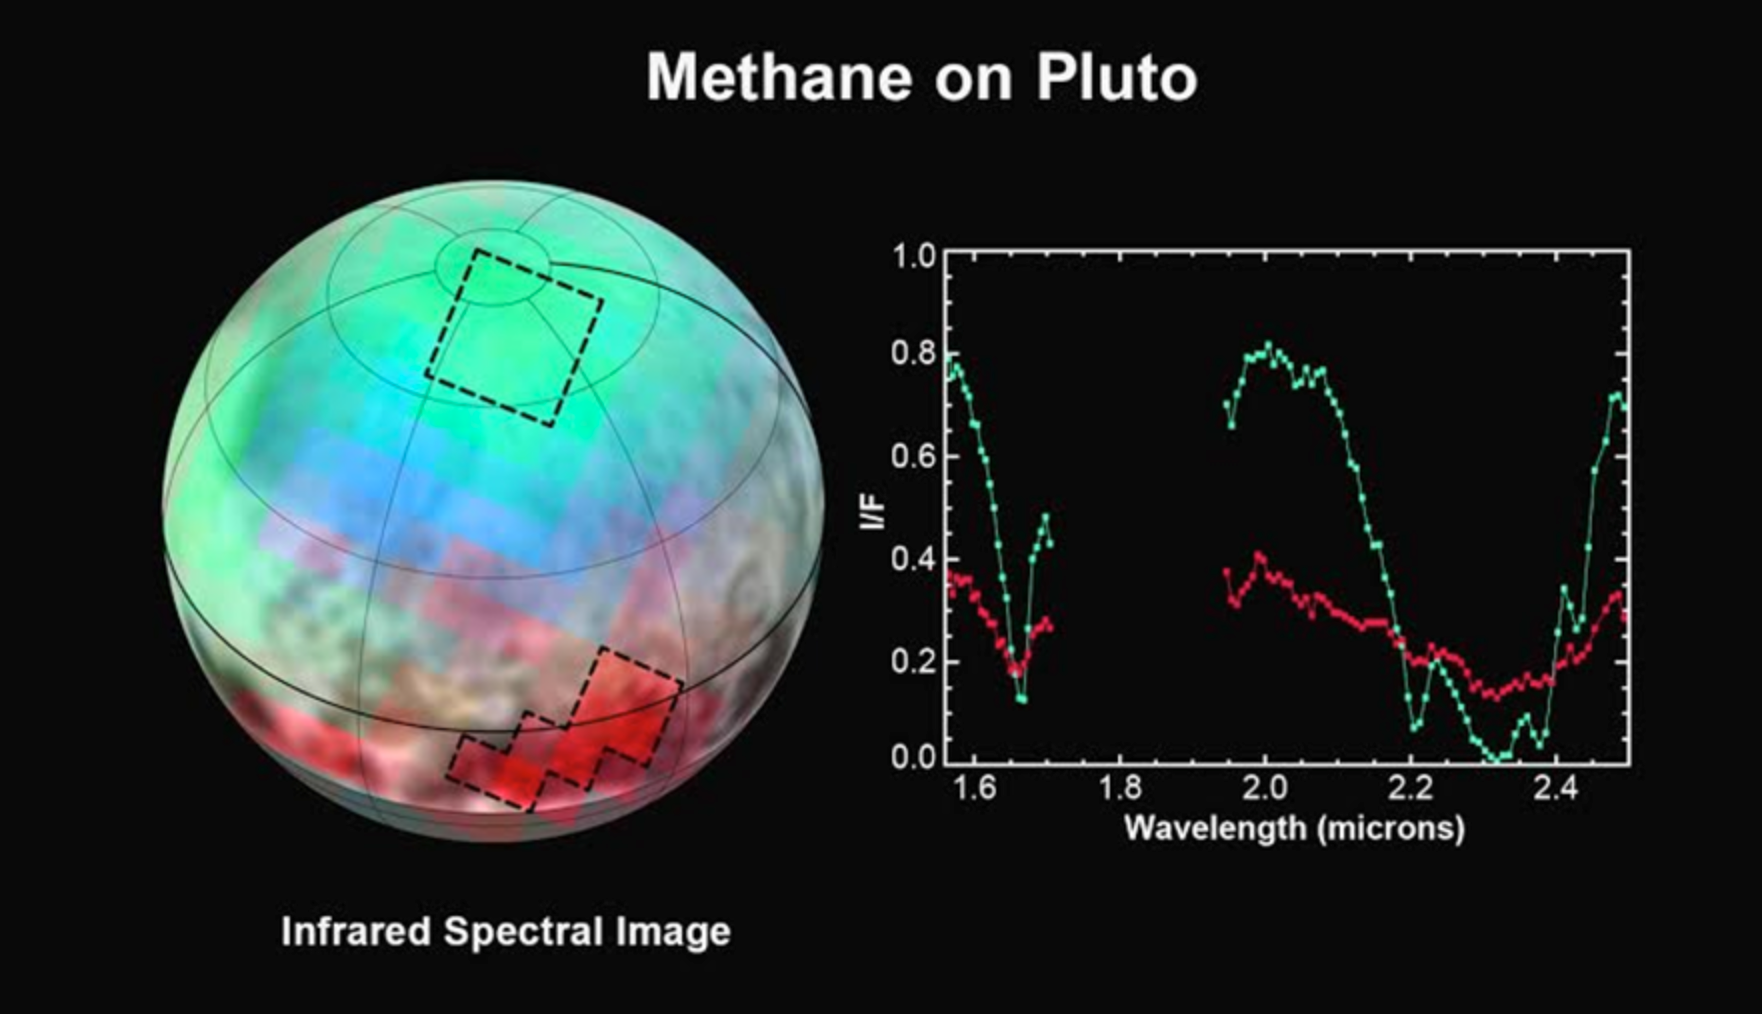 Methane on Pluto
1.0
0.8
0.6
0.4
0.2
0.0
I/F
1.6 1.8 2.0 2.2 2.4
Wavelength (microns)
Infrared Spectral Image